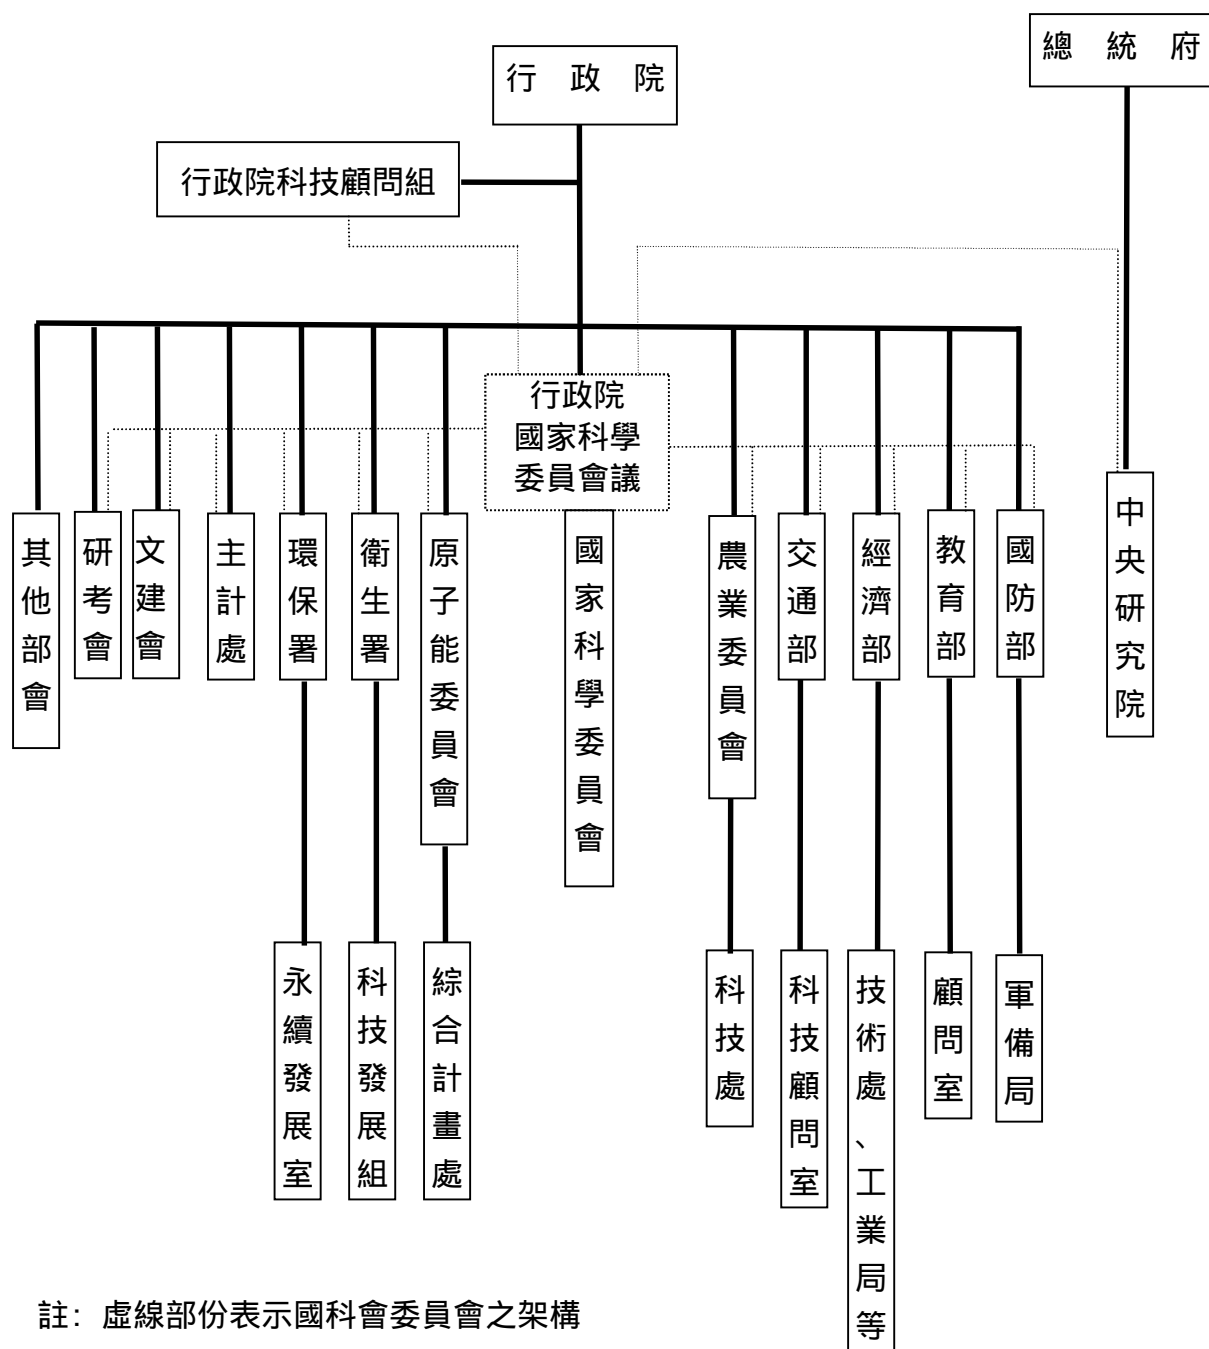 總統府
行政院
行政院科技顧問組
行政院
國家科學
委員會議
其他部會
研考會
文建會
主計處
環保署
衛生署
原子能委員會
國家科學委員會
農業委員會
交通部
經濟部
教育部
國防部
中央研究院
永續發展室
科技發展組
綜合計畫處
科技處
科技顧問室
技術處、工業局等
顧問室
軍備局
註：虛線部份表示國科會委員會之架構